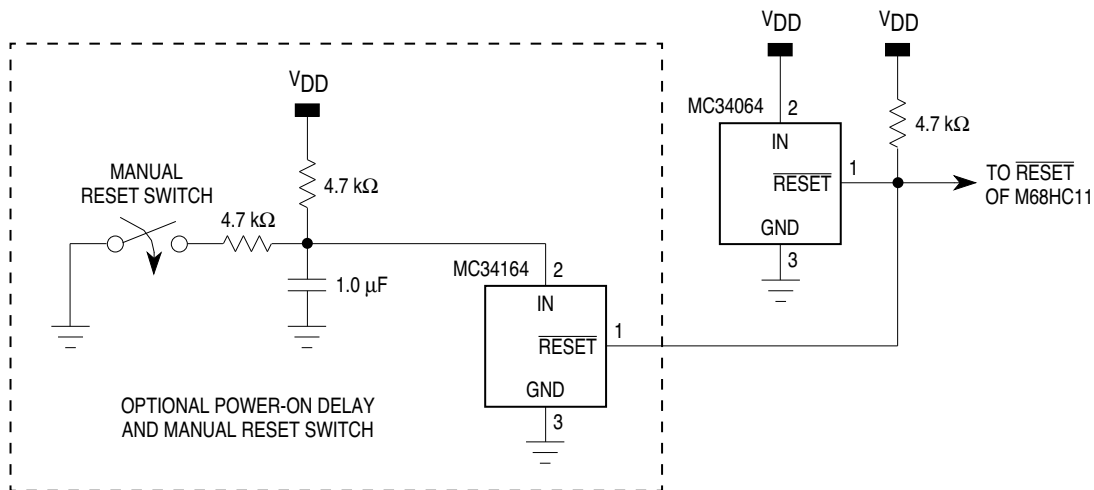 VDD
VDD
VDD
MC34064
2
IN
4.7 kΩ
MANUAL
RESET SWITCH
4.7 kΩ
4.7 kΩ
1
RESET
TO RESET
OF M68HC11
GND
3
MC34164
2
1.0 μF
IN
1
RESET
GND
3
OPTIONAL POWER-ON DELAY
AND MANUAL RESET SWITCH